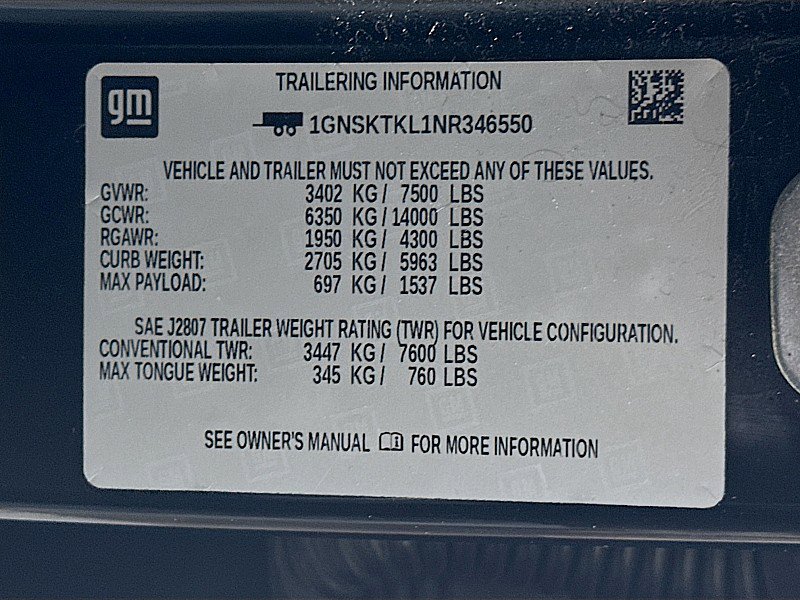 gm
TRAILERING INFORMATION
1GNSKTKL1NR346550
VEHICLE AND TRAILER MUST NOT EXCEED ANY OF THESE VALUES.
GVWR: 3402 KG / 7500 LBS
GCWR: 6350 KG / 14000 LBS
RGAWR: 1950 KG / 4300 LBS
CURB WEIGHT: 2705 KG / 5963 LBS
MAX PAYLOAD: 697 KG / 1537 LBS
SAE J2807 TRAILER WEIGHT RATING (TWR) FOR VEHICLE CONFIGURATION.
CONVENTIONAL TWR: 3447 KG / 7600 LBS
MAX TONGUE WEIGHT: 345 KG / 760 LBS
SEE OWNER'S MANUAL FOR MORE INFORMATION